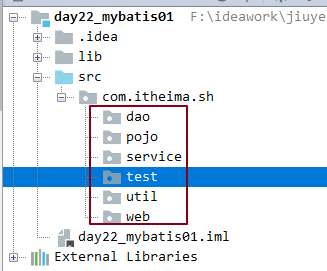 day22_mybatis01 F:\ideawork\jiuye
.idea
lib
src
com.itheima.sh
dao
pojo
service
test
util
web
day22_mybatis01.iml
External Libraries